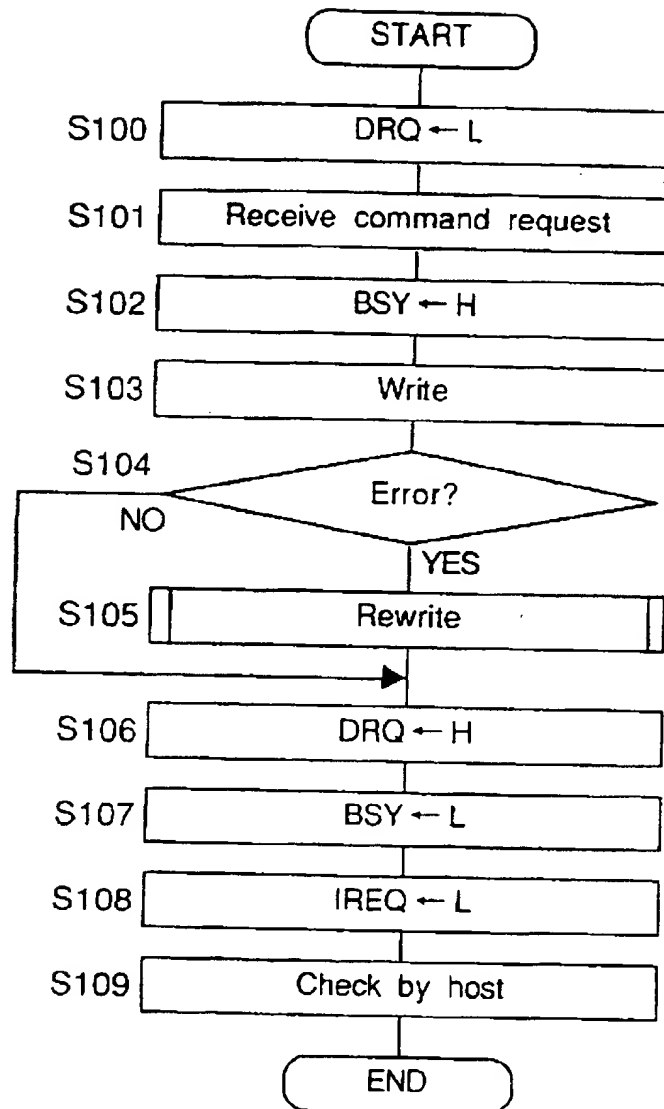 START
S100 DRQ ← L
S101 Receive command request
S102 BSY ← H
S103 Write
S104 Error?
NO
YES
S105 Rewrite
S106 DRQ ← H
S107 BSY ← L
S108 IREQ ← L
S109 Check by host
END